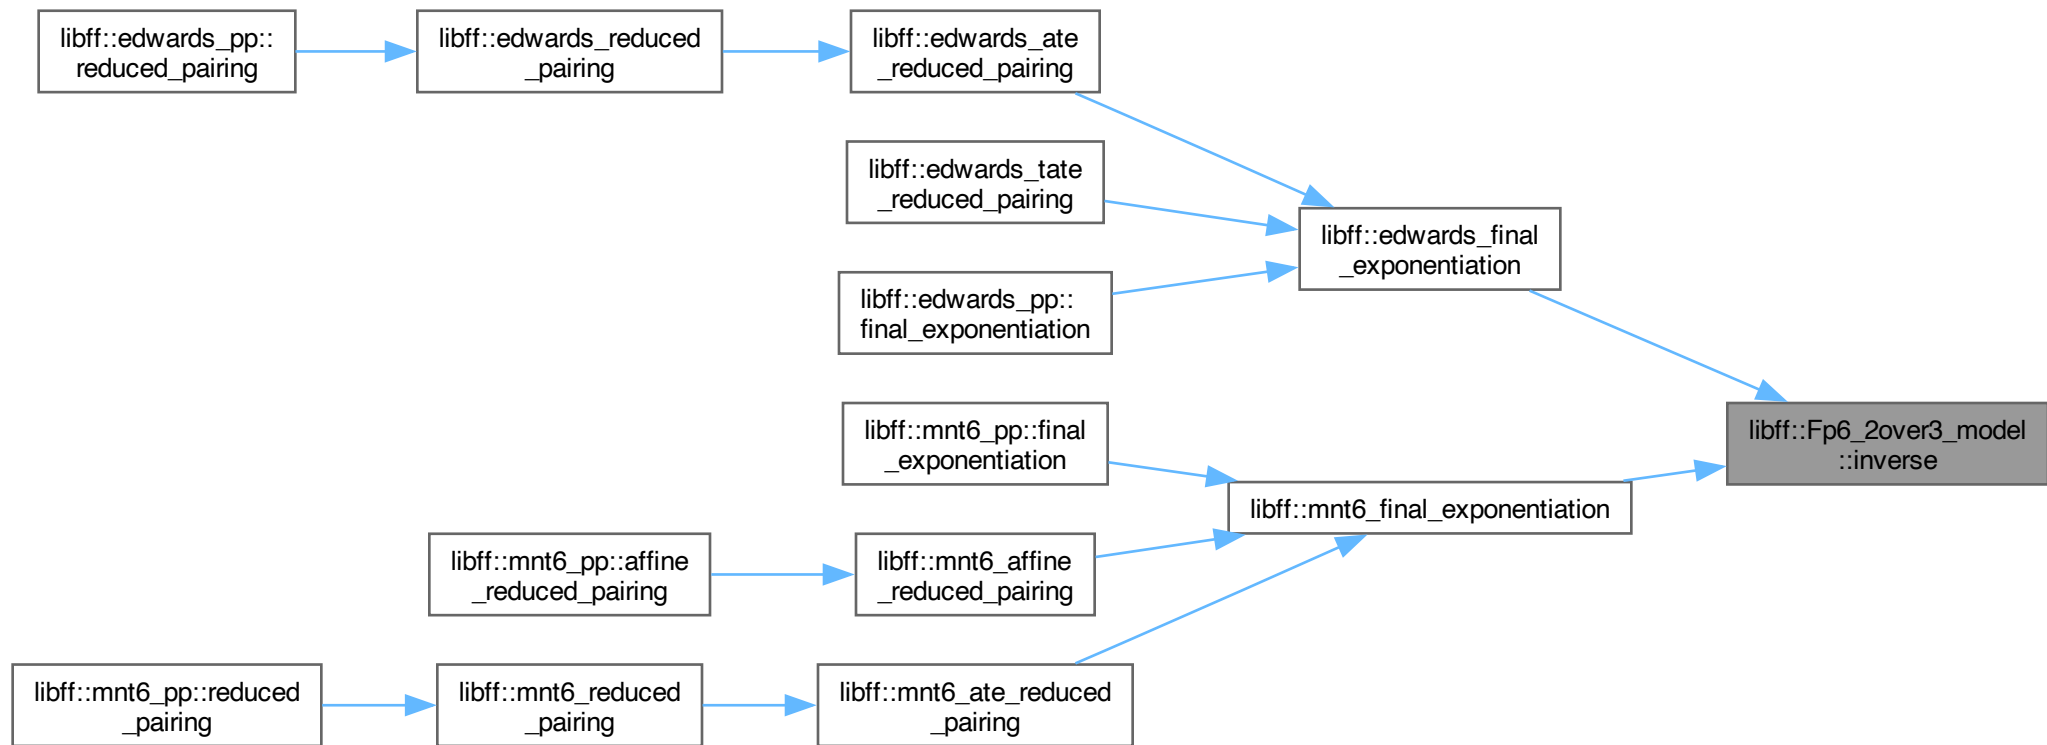 libff::edwards_pp::
reduced_pairing
libff::edwards_reduced
_pairing
libff::edwards_ate
_reduced_pairing
libff::edwards_tate
_reduced_pairing
libff::edwards_final
_exponentiation
libff::edwards_pp::
final_exponentiation
libff::mnt6_pp::final
_exponentiation
libff::Fp6_2over3_model
::inverse
libff::mnt6_final_exponentiation
libff::mnt6_pp::affine
_reduced_pairing
libff::mnt6_affine
_reduced_pairing
libff::mnt6_pp::reduced
_pairing
libff::mnt6_reduced
_pairing
libff::mnt6_ate_reduced
_pairing